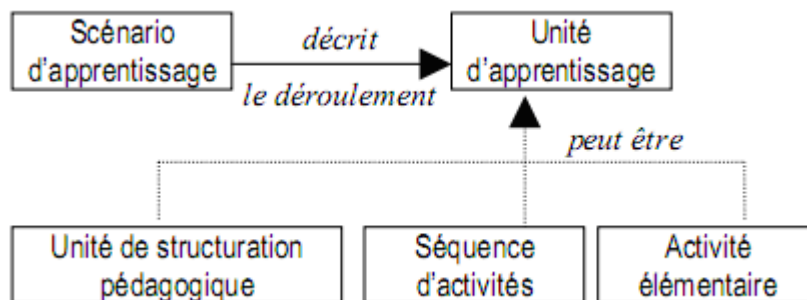 Scénario
d'apprentissage
décrit
le déroulement
Unité
d'apprentissage
peut être
Unité de structuration
pédagogique
Séquence
d'activités
Activité
élémentaire